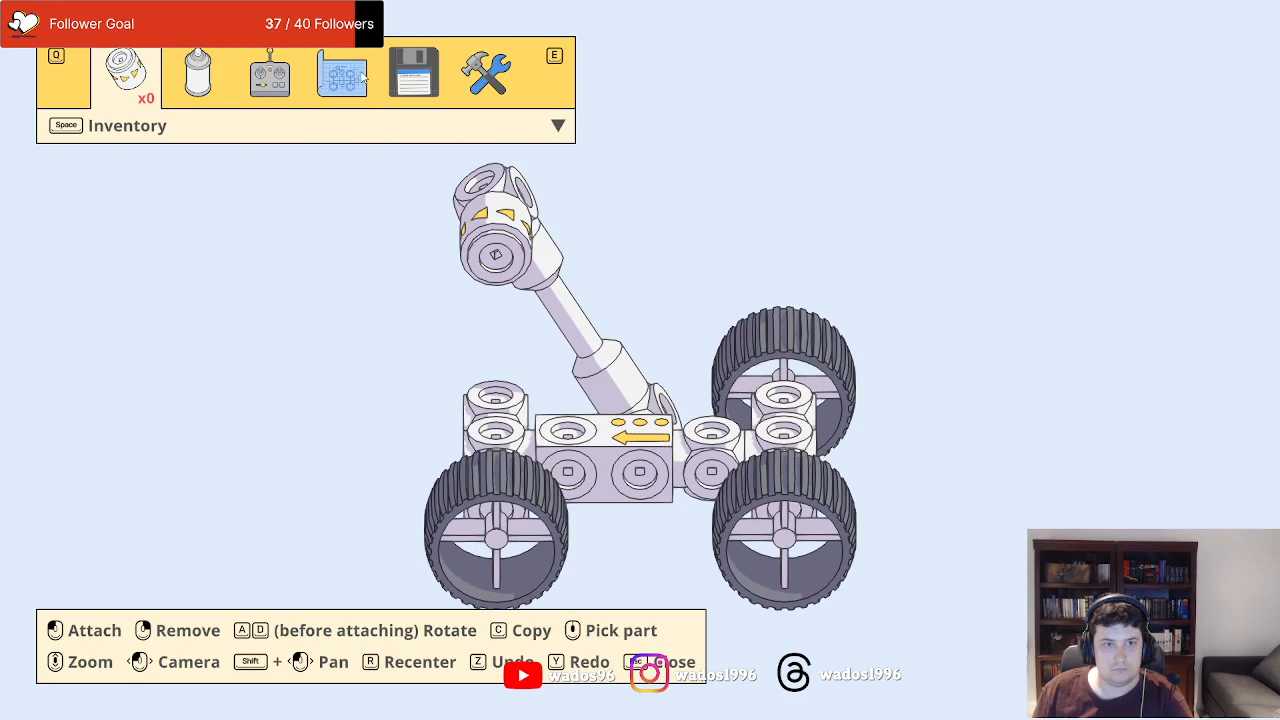 Follower Goal 37 / 40 Followers
Q E
x0
Space Inventory
Attach Remove A D (before attaching) Rotate C Copy Pick part
Zoom Camera Shift + Pan R Recenter Z Undo Y Redo Close
wados96 wados1996 wados1996